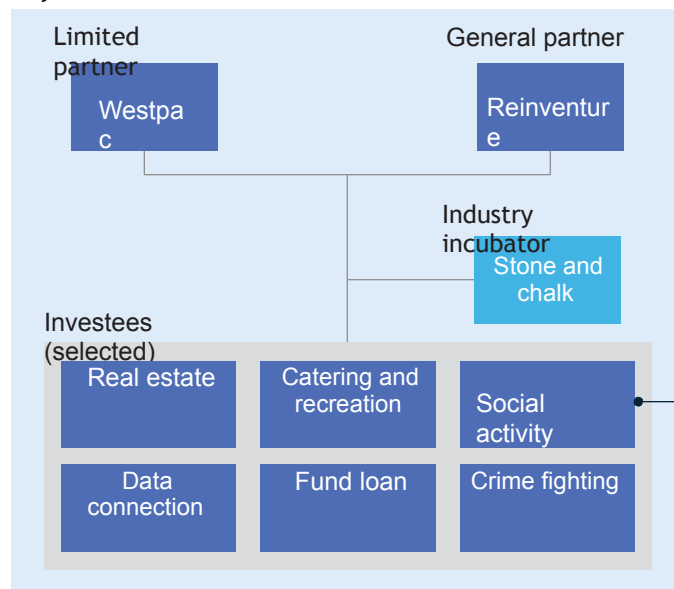 Limited
partner
General partner
Westpa
c
Reinventur
e
Industry
incubator
Stone and
chalk
Investees
(selected)
Real estate
Catering and
recreation
Social
activity
Data
connection
Fund loan
Crime fighting